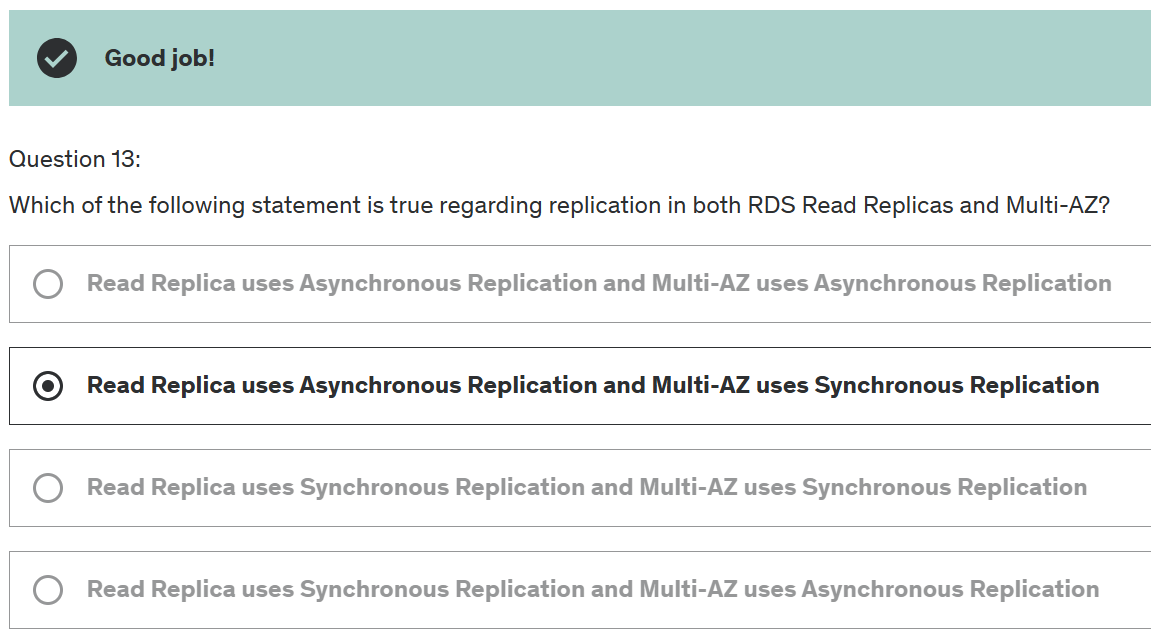 Good job!
Question 13:
Which of the following statement is true regarding replication in both RDS Read Replicas and Multi-AZ?
Read Replica uses Asynchronous Replication and Multi-AZ uses Asynchronous Replication
Read Replica uses Asynchronous Replication and Multi-AZ uses Synchronous Replication
Read Replica uses Synchronous Replication and Multi-AZ uses Synchronous Replication
Read Replica uses Synchronous Replication and Multi-AZ uses Asynchronous Replication